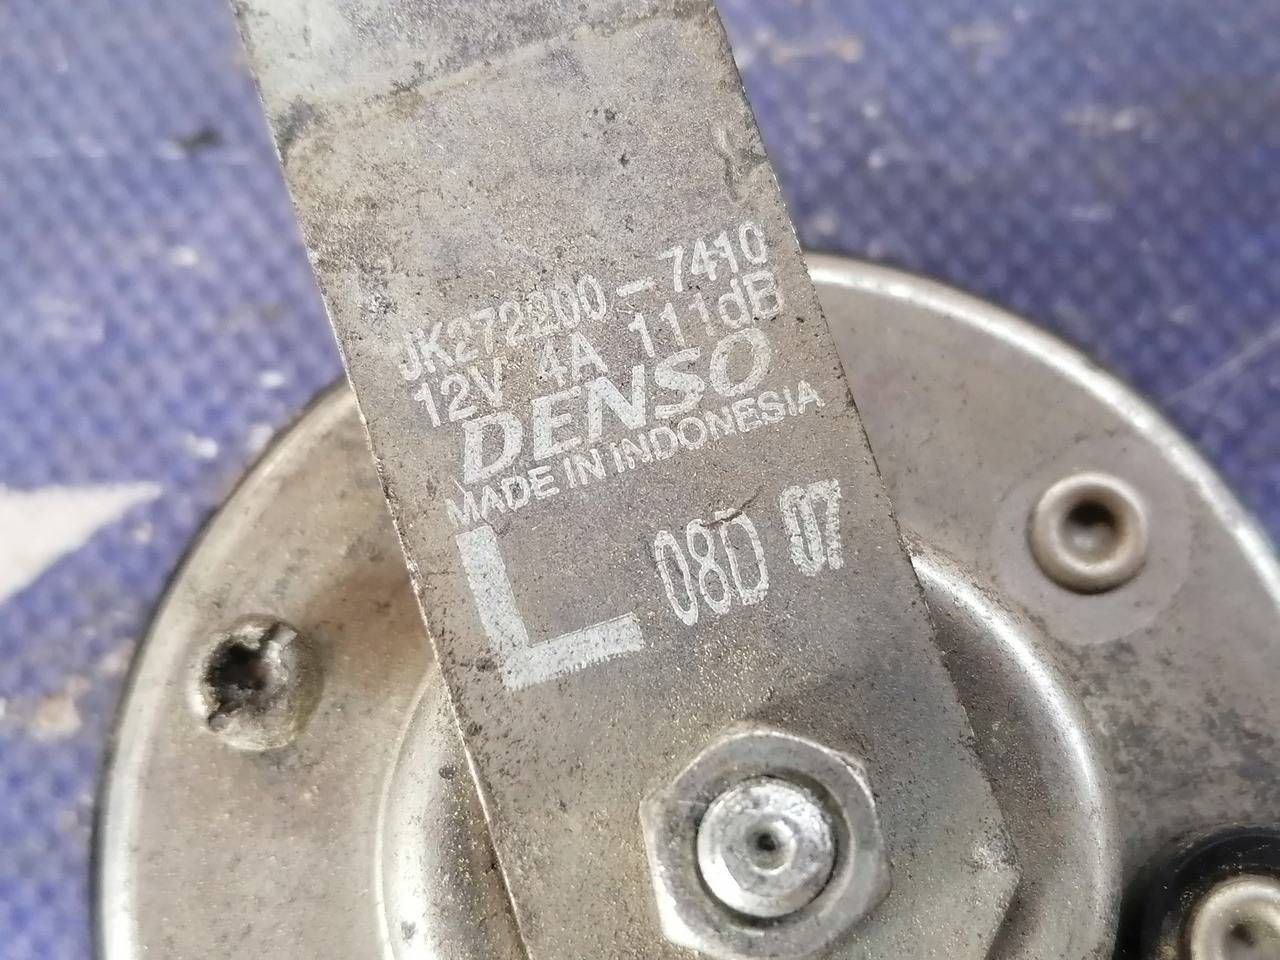 JK272200-7410
12V 4A 111dB
DENSO
MADE IN INDONESIA
L 08D 07